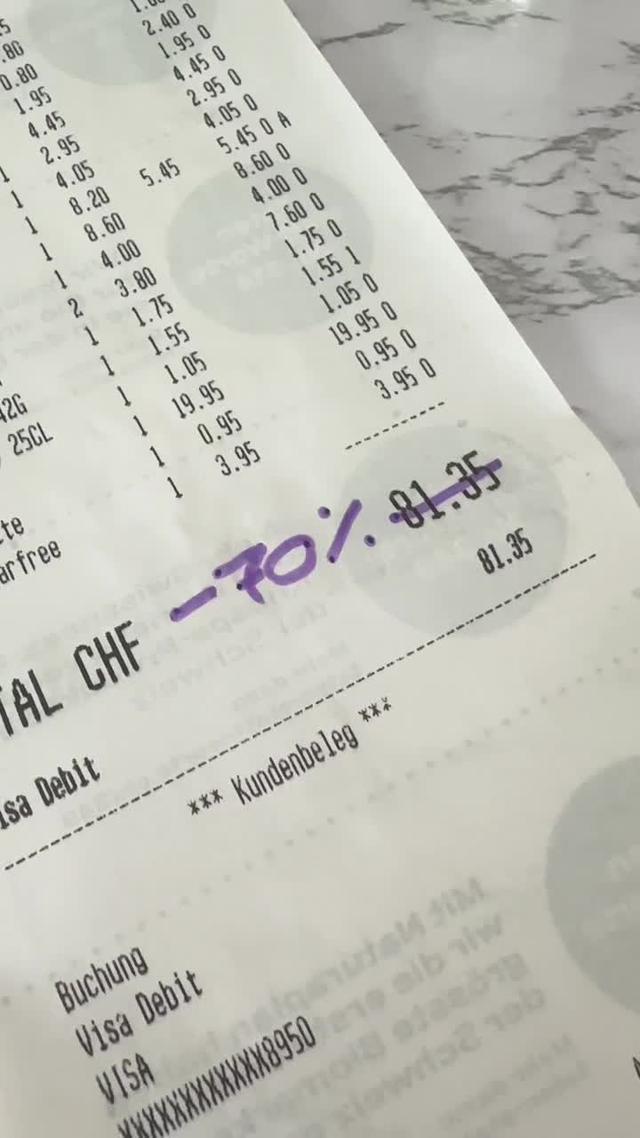 .80 2.40 0
0.80 1.95 0
1.95 4.45 0
4.45 2.95 0
1 2.95 4.05 0
1 4.05 5.45 5.45 0 A
1 8.20 8.60 0
1 8.60 4.00 0
1 4.00 7.60 0
2 3.80 1.75 0
1 1.75 1.55 1
1 1.55 1.05 0
42G 1 1.05 19.95 0
25CL 1 19.95 0.95 0
1 0.95 3.95 0
1 3.95
te
arfree
TAL CHF -70% 81.35
isa Debit 81.35
*** Kundenbeleg ***
Buchung
Visa Debit
VISA
XXXXXXXXXXXX8950